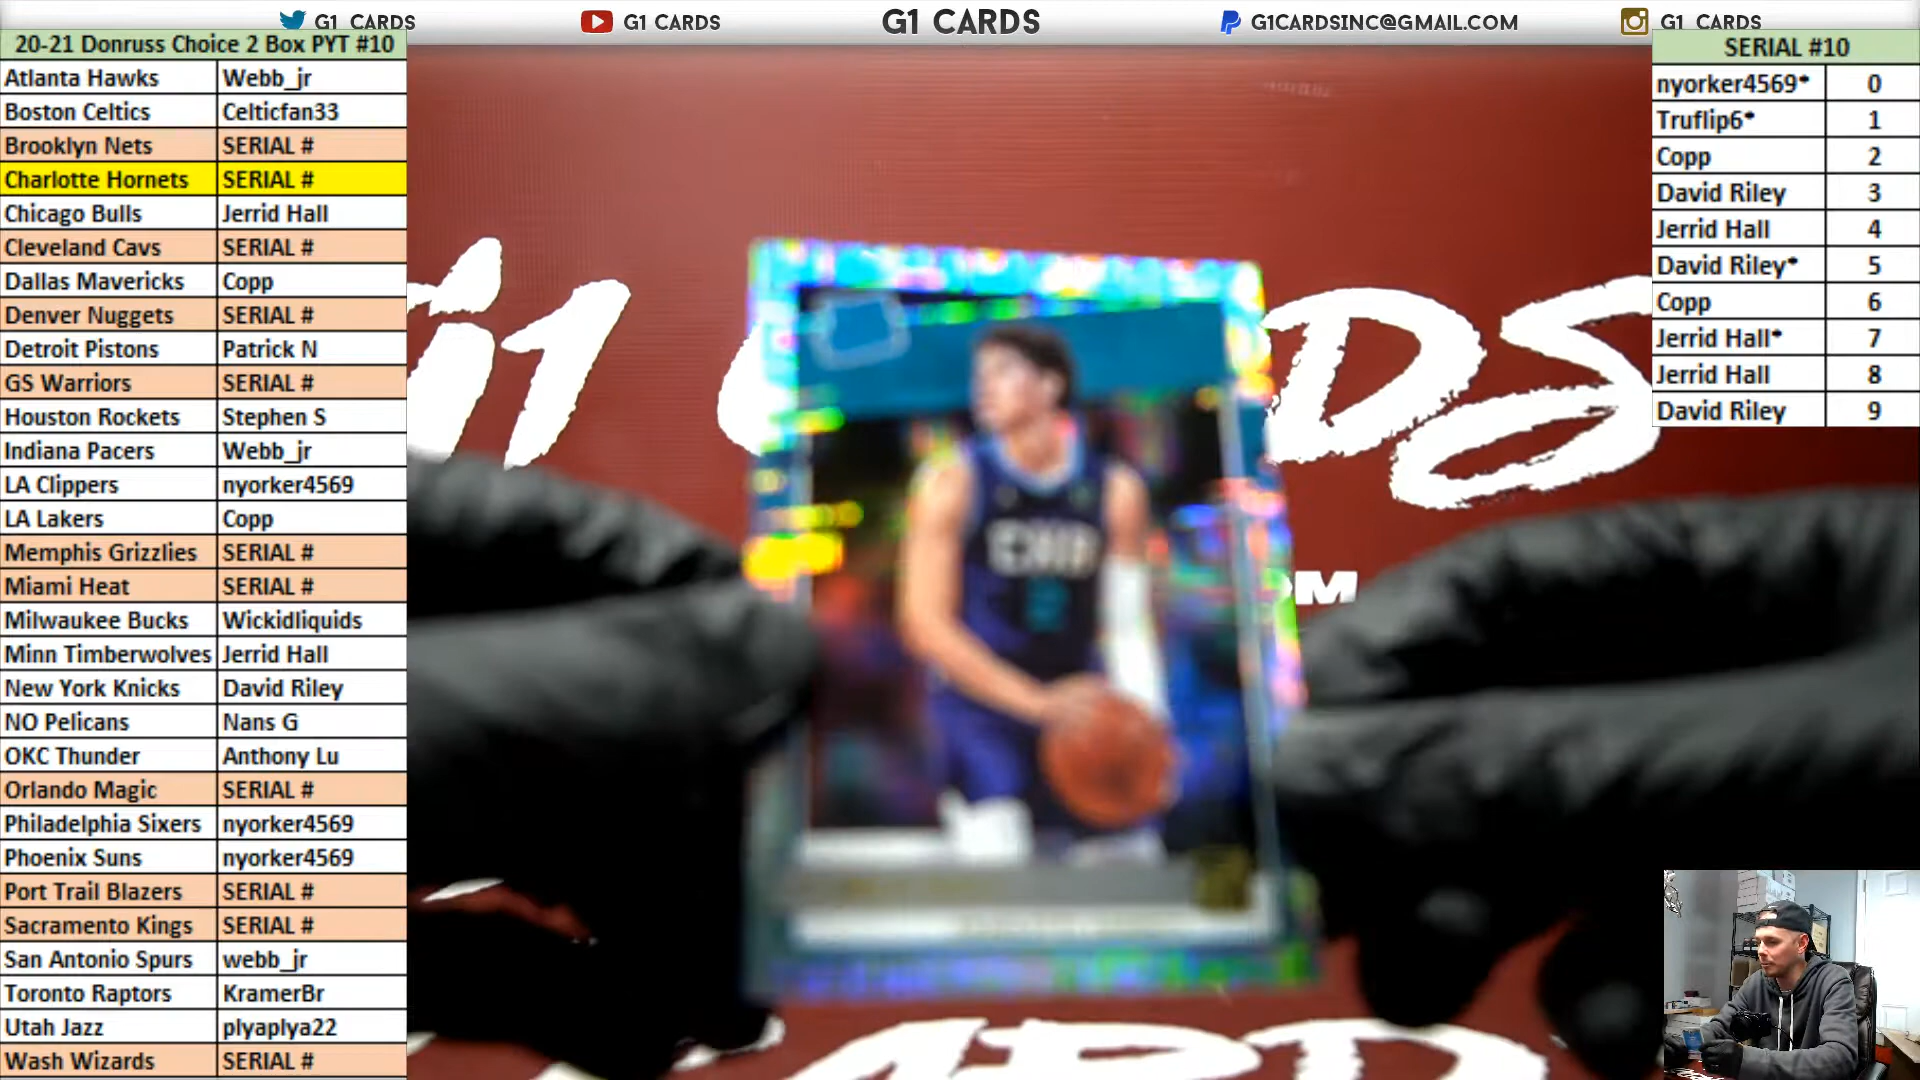 G1 CARDS G1 CARDS G1 CARDS G1CARDSINC@GMAIL.COM G1 CARDS
20-21 Donruss Choice 2 Box PYT #10
Atlanta Hawks Webb_jr
Boston Celtics Celticfan33
Brooklyn Nets SERIAL #
Charlotte Hornets SERIAL #
Chicago Bulls Jerrid Hall
Cleveland Cavs SERIAL #
Dallas Mavericks Copp
Denver Nuggets SERIAL #
Detroit Pistons Patrick N
GS Warriors SERIAL #
Houston Rockets Stephen S
Indiana Pacers Webb_jr
LA Clippers nyorker4569
LA Lakers Copp
Memphis Grizzlies SERIAL #
Miami Heat SERIAL #
Milwaukee Bucks Wickidliquids
Minn Timberwolves Jerrid Hall
New York Knicks David Riley
NO Pelicans Nans G
OKC Thunder Anthony Lu
Orlando Magic SERIAL #
Philadelphia Sixers nyorker4569
Phoenix Suns nyorker4569
Port Trail Blazers SERIAL #
Sacramento Kings SERIAL #
San Antonio Spurs webb_jr
Toronto Raptors KramerBr
Utah Jazz plyaplya22
Wash Wizards SERIAL #
SERIAL #10
nyorker4569* 0
Truflip6* 1
Copp 2
David Riley 3
Jerrid Hall 4
David Riley* 5
Copp 6
Jerrid Hall* 7
Jerrid Hall 8
David Riley 9